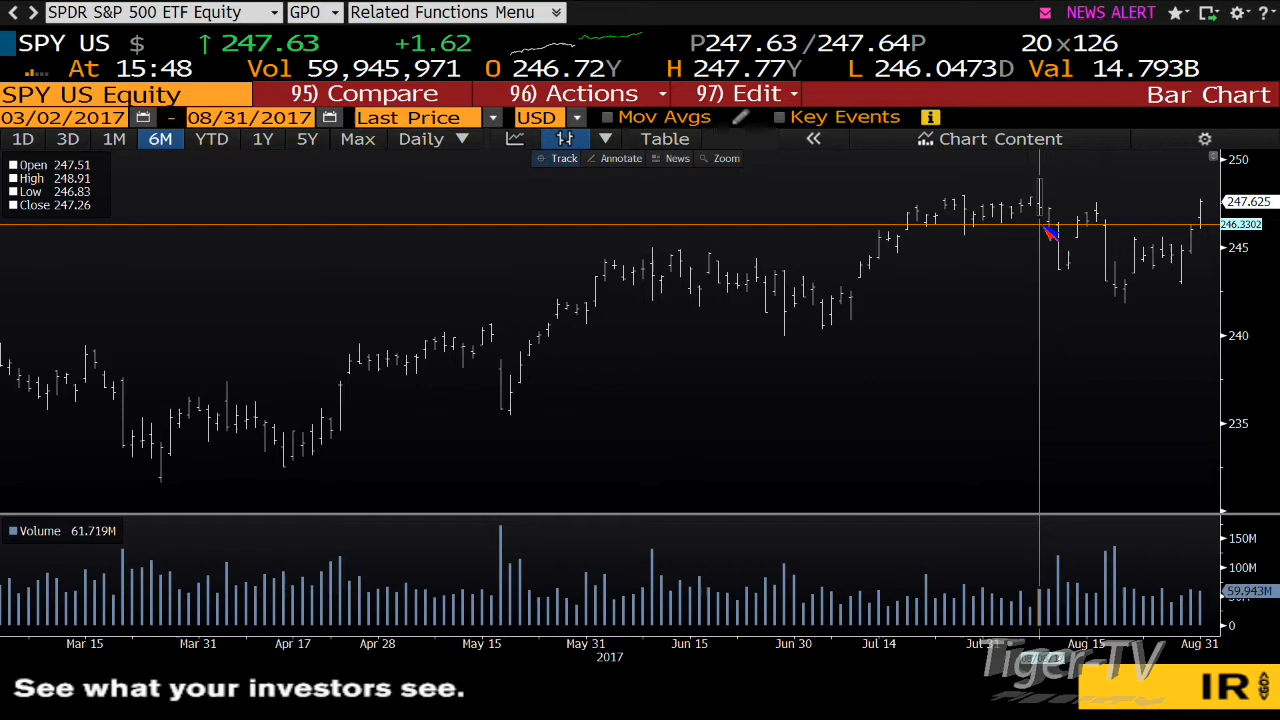 SPDR S&P 500 ETF Equity GPO Related Functions Menu NEWS ALERT ?
SPY US $ ↑ 247.63 +1.62 P247.63 /247.64P 20x126
At 15:48 Vol 59,945,971 O 246.72Y H 247.77Y L 246.0473D Val 14.793B
SPY US Equity 95) Compare 96) Actions 97) Edit Bar Chart
03/02/2017 - 08/31/2017 Last Price USD Mov Avgs Key Events i
1D 3D 1M 6M YTD 1Y 5Y Max Daily Table « Chart Content
Track Annotate News Zoom
Open 247.51
High 248.91
Low 246.83
Close 247.26
250
247.625
246.3302
245
240
235
Volume 61.719M
150M
100M
59.943M
0
Mar 15 Mar 31 Apr 17 Apr 28 May 15 May 31 Jun 15 Jun 30 Jul 14 Jul 31 Aug 15 Aug 31
2017
Tiger-TV
See what your investors see.
IR